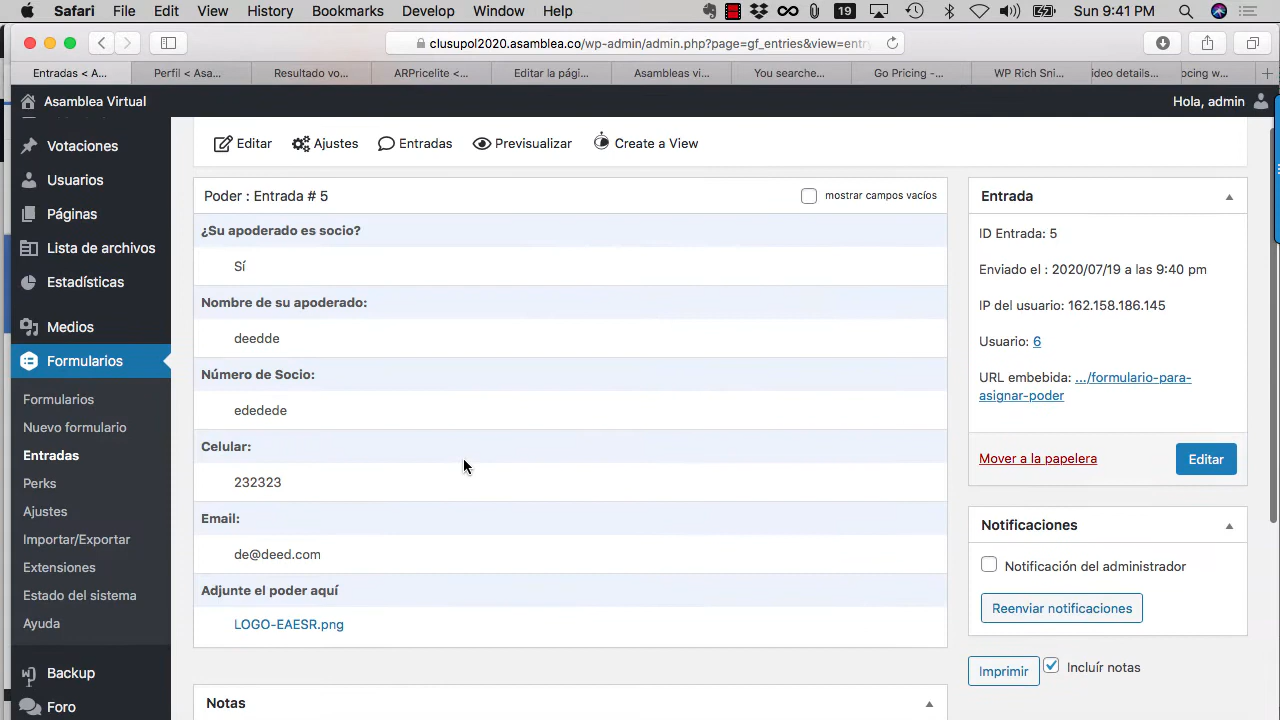 Safari File Edit View History Bookmarks Develop Window Help 19 Sun 9:41 PM
clusupol2020.asamblea.co/wp-admin/admin.php?page=gf_entries&view=entry
Entradas < A... Perfil < Asa... Resultado vo... ARPricelite <... Editar la pági... Asambleas vi... You searche... Go Pricing -... WP Rich Sni... ideo details... ocing w...
Asamblea Virtual Hola, admin
Votaciones
Usuarios
Páginas
Lista de archivos
Estadísticas
Medios
Formularios
Formularios
Nuevo formulario
Entradas
Perks
Ajustes
Importar/Exportar
Extensiones
Estado del sistema
Ayuda
Backup
Foro
Editar Ajustes Entradas Previsualizar Create a View
Poder : Entrada # 5 mostrar campos vacíos
¿Su apoderado es socio?
Sí
Nombre de su apoderado:
deedde
Número de Socio:
edede​de
Celular:
232323
Email:
de@deed.com
Adjunte el poder aquí
LOGO-EAESR.png
Notas
Entrada
ID Entrada: 5
Enviado el : 2020/07/19 a las 9:40 pm
IP del usuario: 162.158.186.145
Usuario: 6
URL embebida: .../formulario-para-
asignar-poder
Mover a la papelera Editar
Notificaciones
Notificación del administrador
Reenviar notificaciones
Imprimir Incluír notas